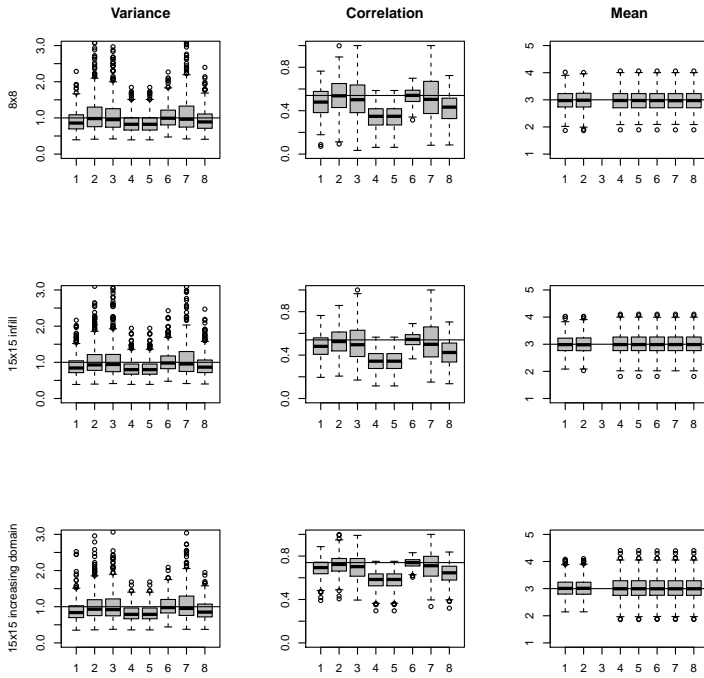 Variance
Correlation
Mean
8x8
0.0 1.0 2.0 3.0
1 2 3 4 5 6 7 8
0.0 0.4 0.8
1 2 3 4 5 6 7 8
1 2 3 4 5
1 2 3 4 5 6 7 8
15x15 infill
0.0 1.0 2.0 3.0
1 2 3 4 5 6 7 8
0.0 0.4 0.8
1 2 3 4 5 6 7 8
1 2 3 4 5
1 2 3 4 5 6 7 8
15x15 increasing domain
0.0 1.0 2.0 3.0
1 2 3 4 5 6 7 8
0.0 0.4 0.8
1 2 3 4 5 6 7 8
1 2 3 4 5
1 2 3 4 5 6 7 8